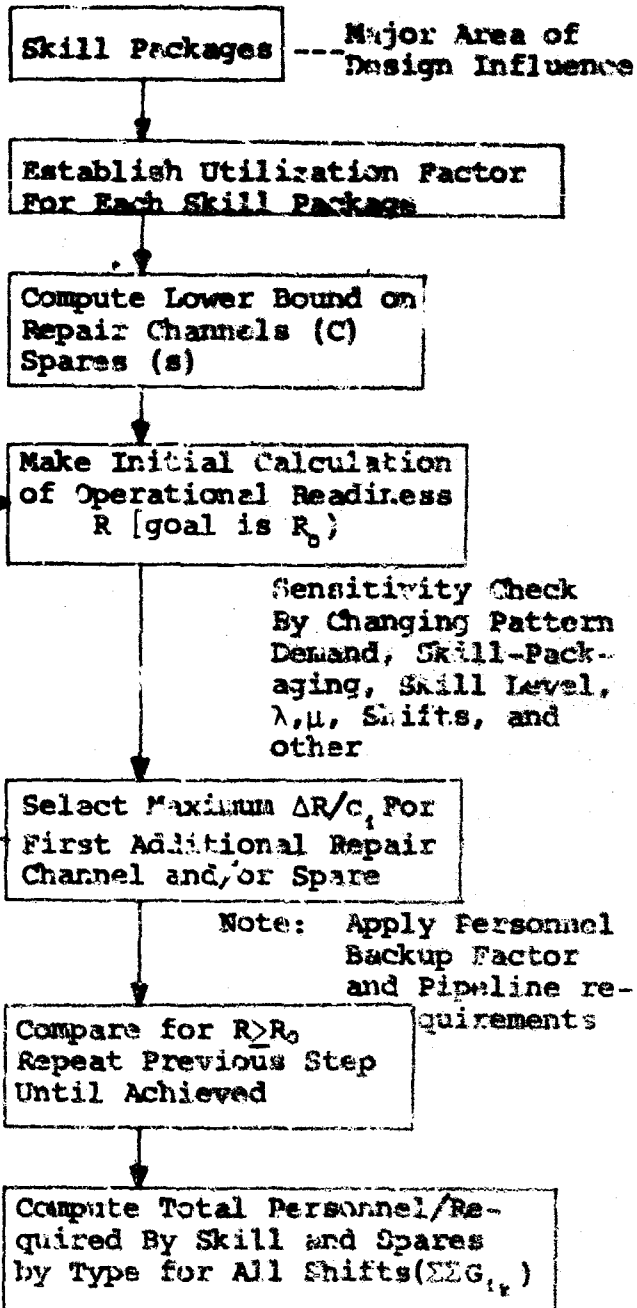 Skill Packages --- Major Area of
Design Influence
Establish Utilization Factor
For Each Skill Package
Compute Lower Bound on
Repair Channels (C)
Spares (s)
Make Initial Calculation
of Operational Readiness
R [goal is R₀)
Sensitivity Check
By Changing Pattern
Demand, Skill-Pack-
aging, Skill Level,
λ,μ, Shifts, and
other
Select Maximum ΔR/cᵢ For
First Additional Repair
Channel and/or Spare
Note: Apply Personnel
Backup Factor
and Pipeline re-
quirements
Compare for R≥R₀
Repeat Previous Step
Until Achieved
Compute Total Personnel/Re-
quired By Skill and Spares
by Type for All Shifts(ΣΣGᵢₖ)